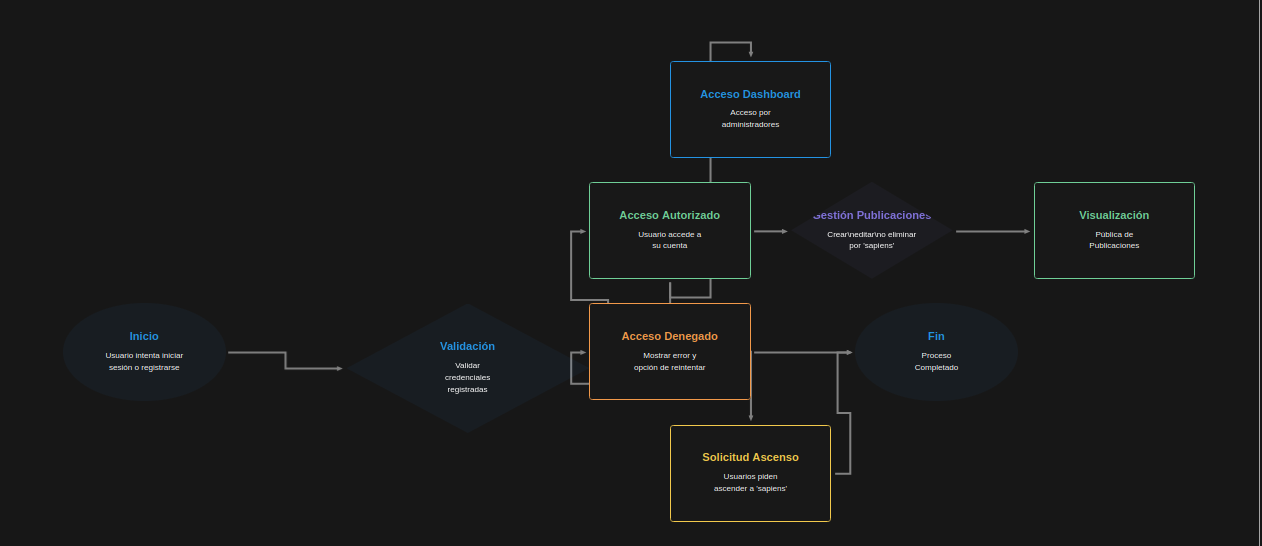 Acceso Dashboard
Acceso por
administradores
Acceso Autorizado
Usuario accede a
su cuenta
Gestión Publicaciones
Crear\neditar\no eliminar
por 'sapiens'
Visualización
Pública de
Publicaciones
Inicio
Usuario intenta iniciar
sesión o registrarse
Validación
Validar
credenciales
registradas
Acceso Denegado
Mostrar error y
opción de reintentar
Fin
Proceso
Completado
Solicitud Ascenso
Usuarios piden
ascender a 'sapiens'